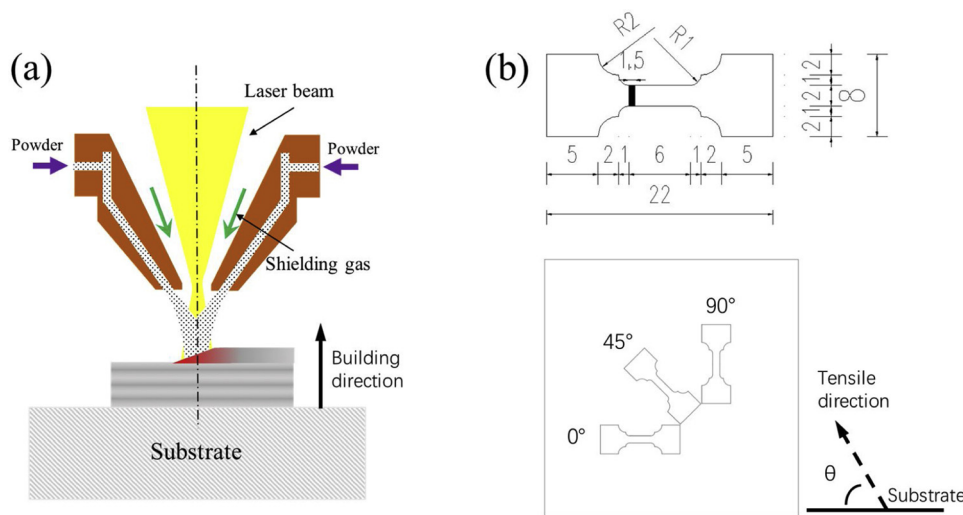 (a)
Laser beam
Powder
Powder
Shielding gas
Building
direction
Substrate
(b)
R2
R1
1.5
2
1
2
1
2
8
5
2
1
6
1
2
5
22
90°
45°
0°
Tensile
direction
θ
Substrate